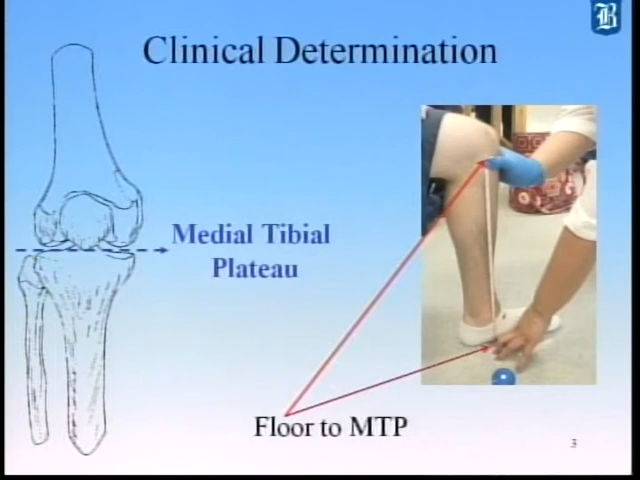 B
Clinical Determination
Medial Tibial
Plateau
Floor to MTP
3